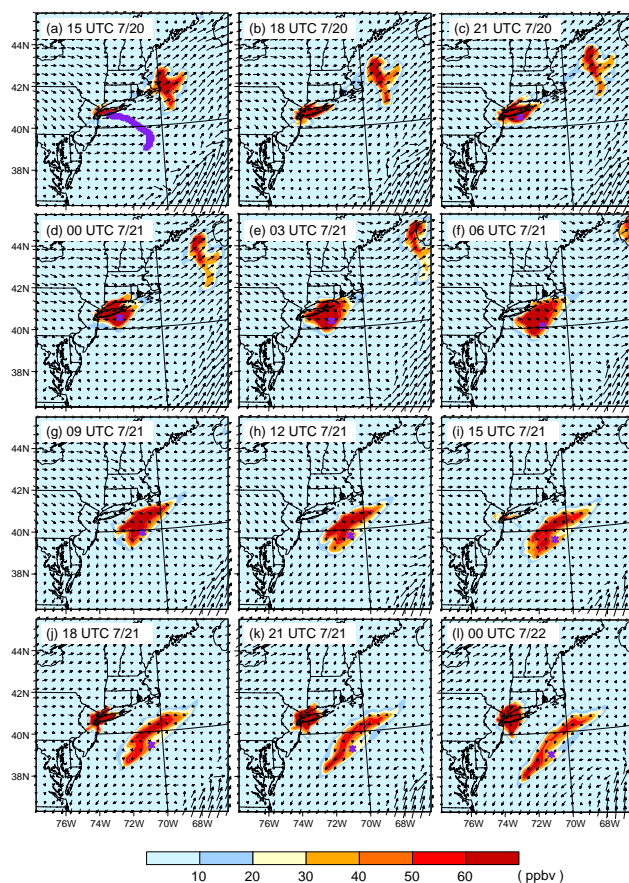 (a) 15 UTC 7/20 (b) 18 UTC 7/20 (c) 21 UTC 7/20
44N
42N
40N
38N
(d) 00 UTC 7/21 (e) 03 UTC 7/21 (f) 06 UTC 7/21
44N
42N
40N
38N
(g) 09 UTC 7/21 (h) 12 UTC 7/21 (i) 15 UTC 7/21
44N
42N
40N
38N
(j) 18 UTC 7/21 (k) 21 UTC 7/21 (l) 00 UTC 7/22
44N
42N
40N
38N
76W 74W 72W 70W 68W 76W 74W 72W 70W 68W 76W 74W 72W 70W 68W
10 20 30 40 50 60 ( ppbv )